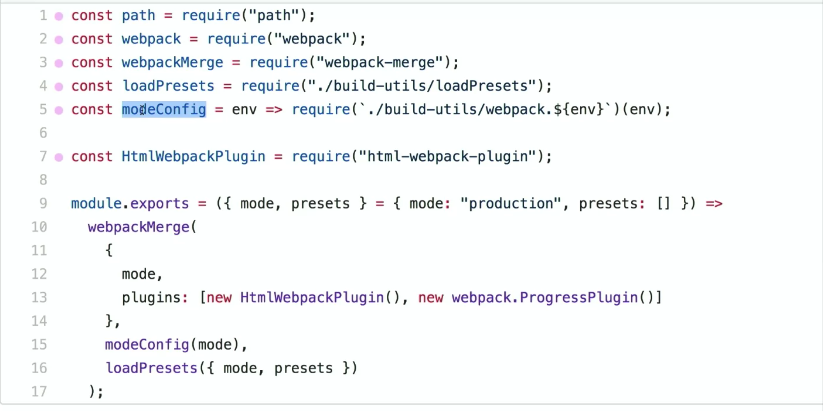 1 const path = require("path");
2 const webpack = require("webpack");
3 const webpackMerge = require("webpack-merge");
4 const loadPresets = require("./build-utils/loadPresets");
5 const modeConfig = env => require(`./build-utils/webpack.${env}`)(env);
6
7 const HtmlWebpackPlugin = require("html-webpack-plugin");
8
9 module.exports = ({ mode, presets } = { mode: "production", presets: [] }) =>
10   webpackMerge(
11     {
12       mode,
13       plugins: [new HtmlWebpackPlugin(), new webpack.ProgressPlugin()]
14     },
15     modeConfig(mode),
16     loadPresets({ mode, presets })
17   );